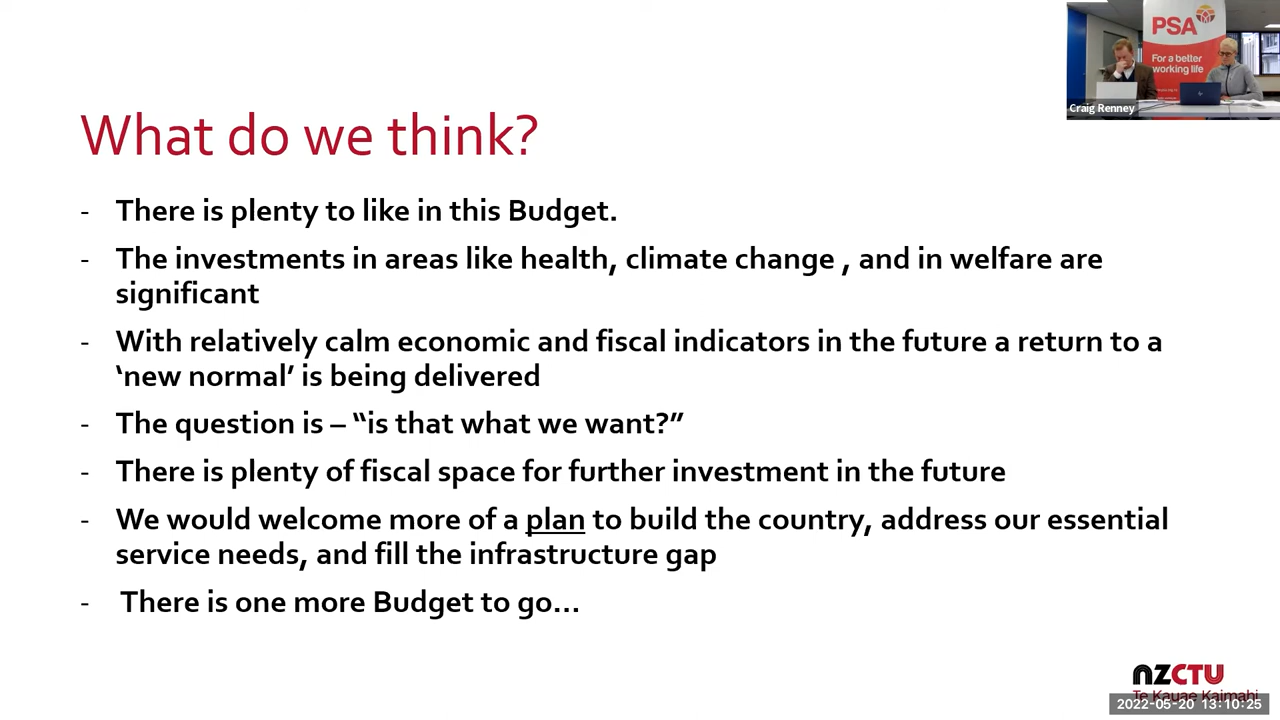 PSA
For a better
working life
Craig Renney
What do we think?
- There is plenty to like in this Budget.
- The investments in areas like health, climate change , and in welfare are
significant
- With relatively calm economic and fiscal indicators in the future a return to a
‘new normal’ is being delivered
- The question is – “is that what we want?”
- There is plenty of fiscal space for further investment in the future
- We would welcome more of a plan to build the country, address our essential
service needs, and fill the infrastructure gap
- There is one more Budget to go…
NZCTU
Te Kauae Kaimahi
2022-05-20 13:10:25